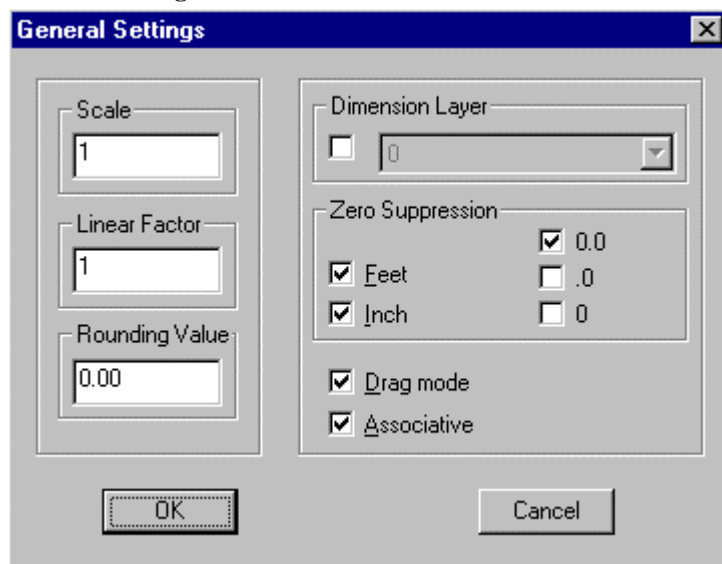 General Settings
Scale
1
Linear Factor
1
Rounding Value
0.00
Dimension Layer
0
Zero Suppression
0.0
Feet
.0
Inch
0
Drag mode
Associative
OK
Cancel